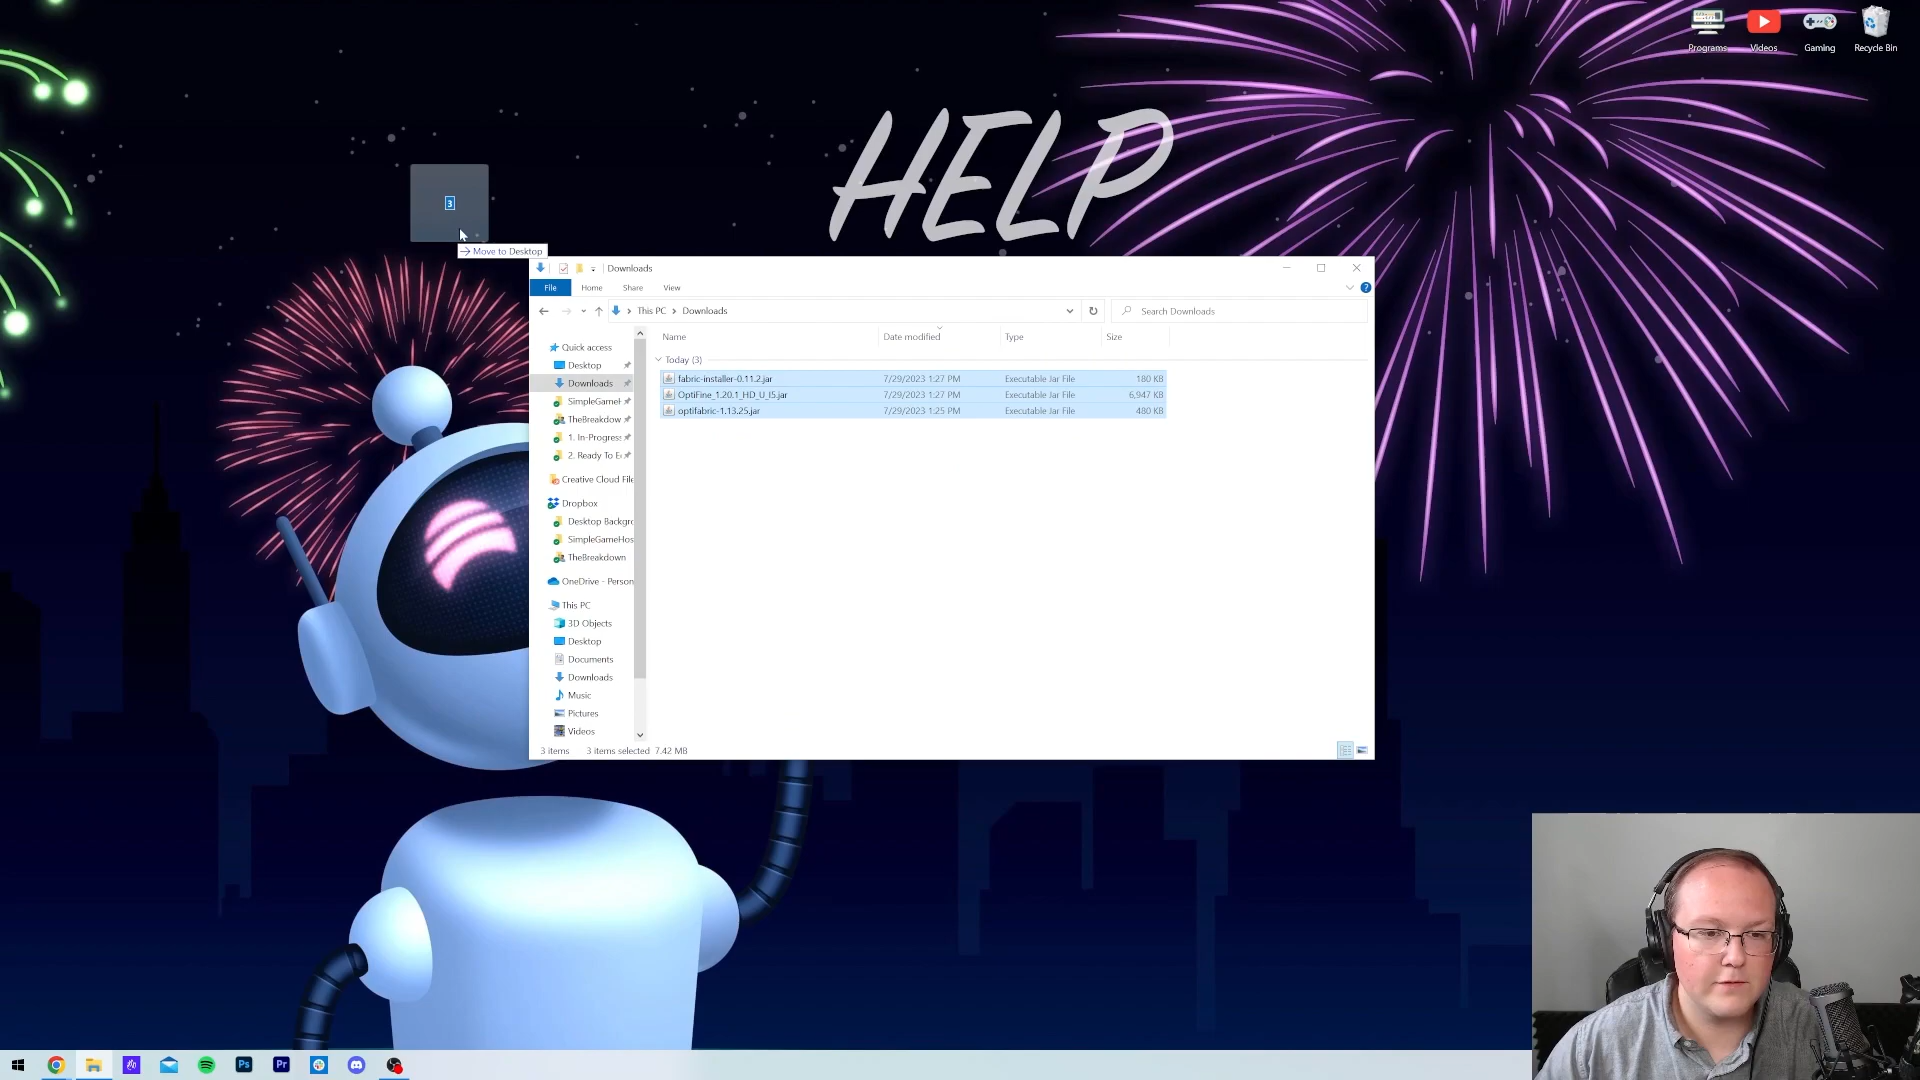 Programs
Videos
Gaming
Recycle Bin
HELP
3
Move to Desktop
Downloads
File
Home
Share
View
This PC
Downloads
Search Downloads
Name
Date modified
Type
Size
Today (3)
fabric-installer-0.11.2.jar 7/29/2023 1:27 PM Executable Jar File 180 KB
OptiFine_1.20.1_HD_U_I5.jar 7/29/2023 1:27 PM Executable Jar File 6,947 KB
optifabric-1.13.25.jar 7/29/2023 1:25 PM Executable Jar File 480 KB
Quick access
Desktop
Downloads
SimpleGameH
TheBreakdow
1. In-Progress
2. Ready To E
Creative Cloud File
Dropbox
Desktop Backgro
SimpleGameHos
TheBreakdown
OneDrive - Person
This PC
3D Objects
Desktop
Documents
Downloads
Music
Pictures
Videos
3 items
3 items selected 7.42 MB
Ps
Pr